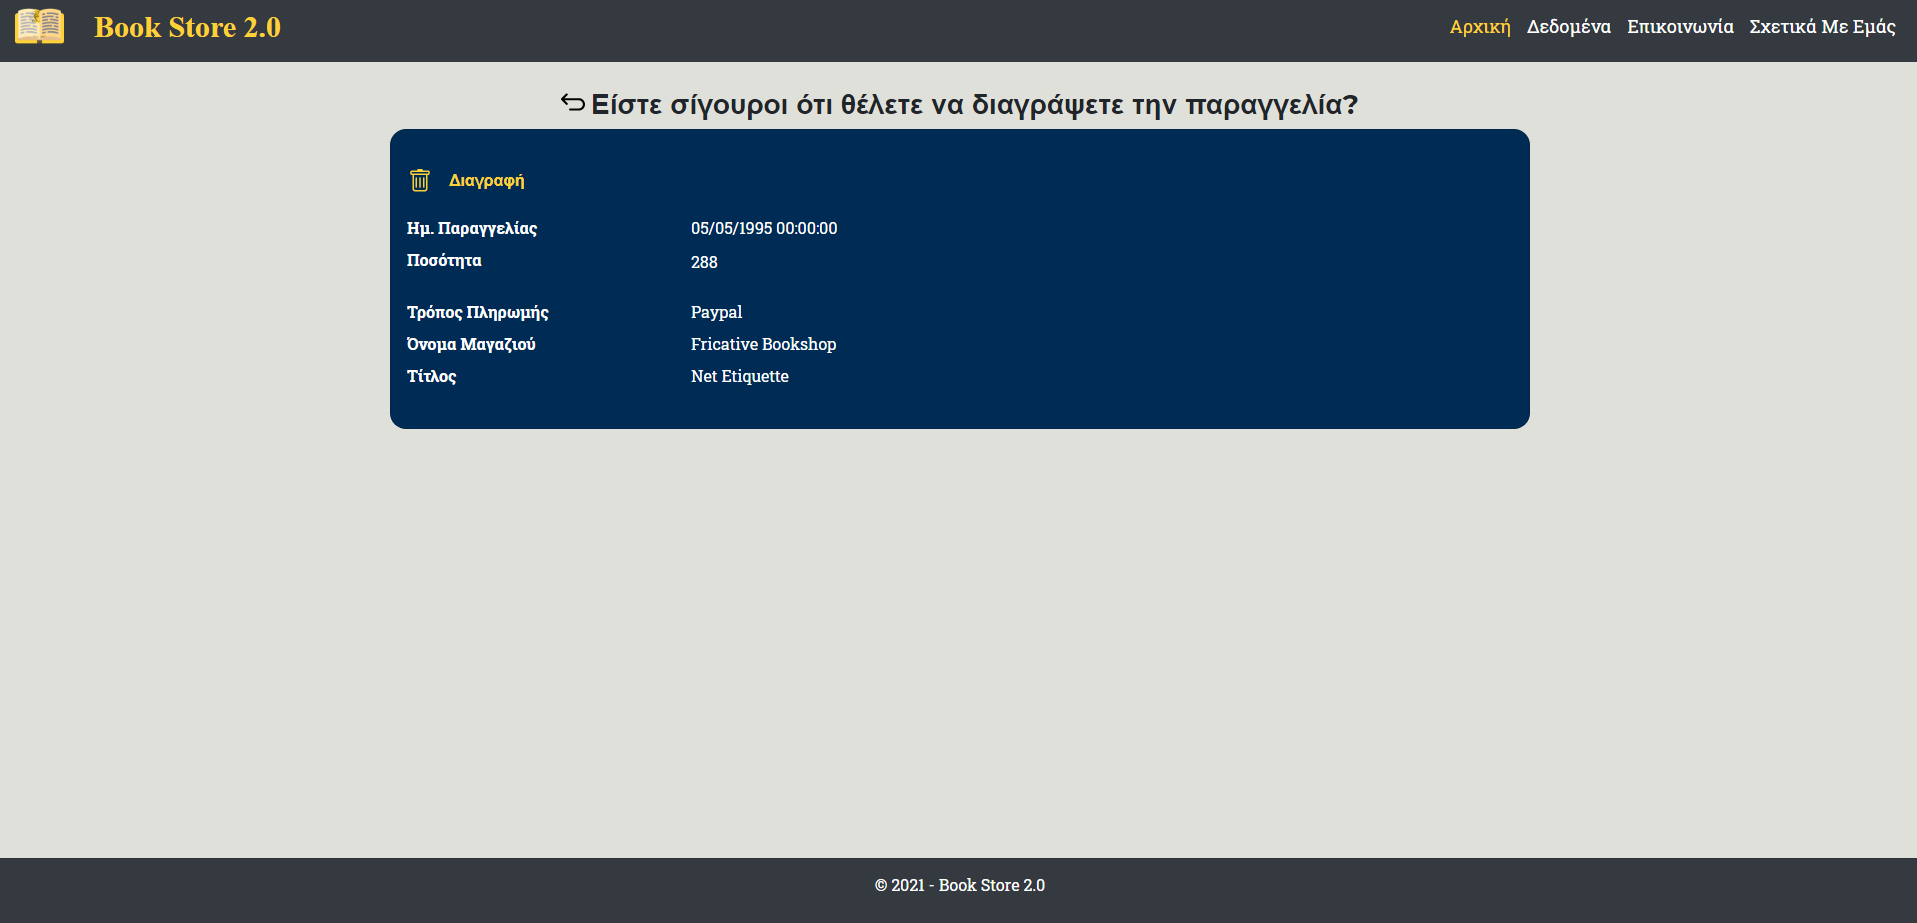 Book Store 2.0
Αρχική Δεδομένα Επικοινωνία Σχετικά Με Εμάς
Είστε σίγουροι ότι θέλετε να διαγράψετε την παραγγελία?
Διαγραφή
Ημ. Παραγγελίας 05/05/1995 00:00:00
Ποσότητα 288
Τρόπος Πληρωμής Paypal
Όνομα Μαγαζιού Fricative Bookshop
Τίτλος Net Etiquette
© 2021 - Book Store 2.0